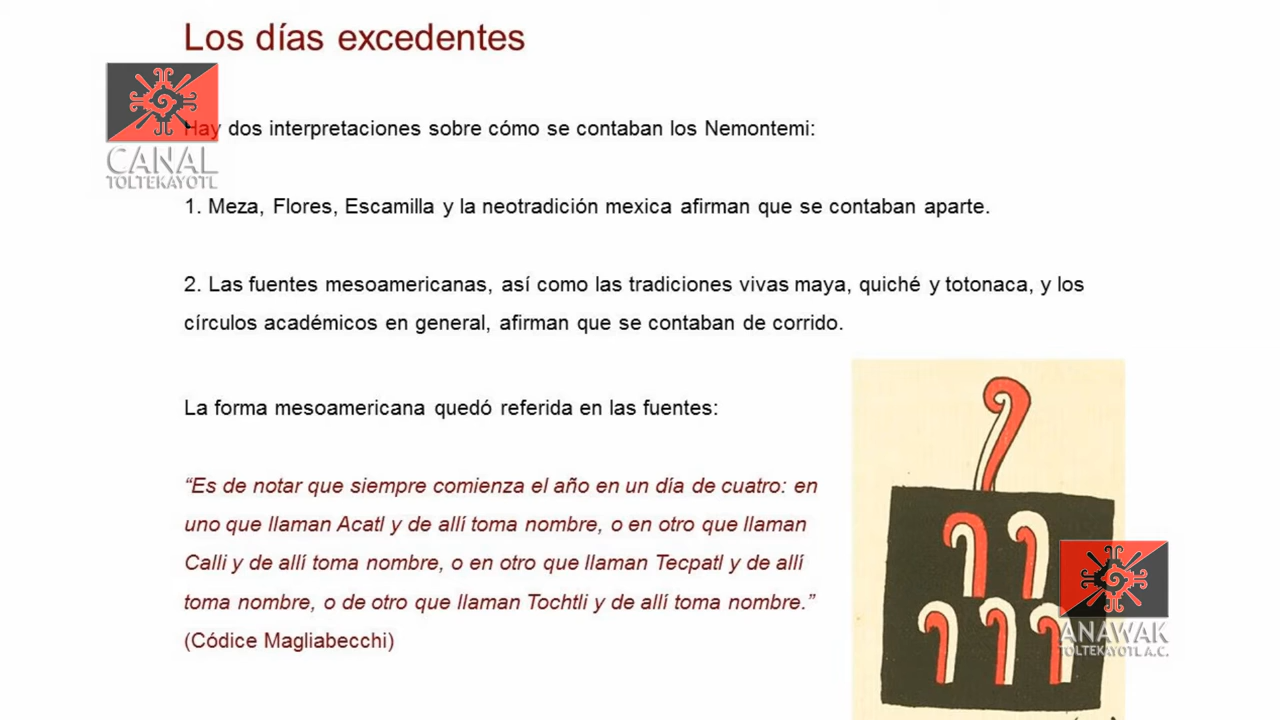 Los días excedentes
Hay dos interpretaciones sobre cómo se contaban los Nemontemi:
CANAL
TOLTEKAYOTL
1. Meza, Flores, Escamilla y la neotradición mexica afirman que se contaban aparte.
2. Las fuentes mesoamericanas, así como las tradiciones vivas maya, quiché y totonaca, y los
círculos académicos en general, afirman que se contaban de corrido.
La forma mesoamericana quedó referida en las fuentes:
“Es de notar que siempre comienza el año en un día de cuatro: en
uno que llaman Acatl y de allí toma nombre, o en otro que llaman
Calli y de allí toma nombre, o en otro que llaman Tecpatl y de allí
toma nombre, o de otro que llaman Tochtli y de allí toma nombre.”
(Códice Magliabecchi)
ANAWAK
TOLTEKAYOTL A.C.